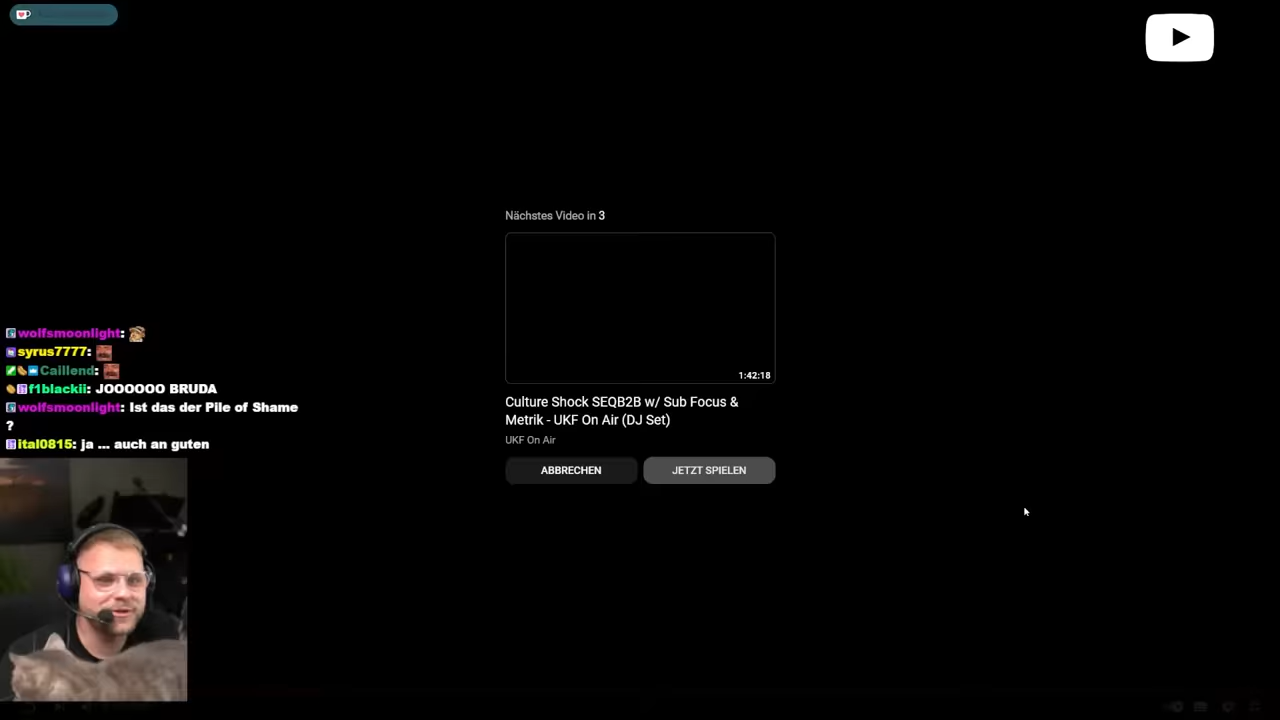 Nächstes Video in 3
1:42:18
Culture Shock SEQB2B w/ Sub Focus &
Metrik - UKF On Air (DJ Set)
UKF On Air
ABBRECHEN
JETZT SPIELEN
wolfsmoonlight:
syrus7777:
Caillend:
f1blackii: JOOOOOO BRUDA
wolfsmoonlight: Ist das der Pile of Shame
?
ital0815: ja ... auch an guten